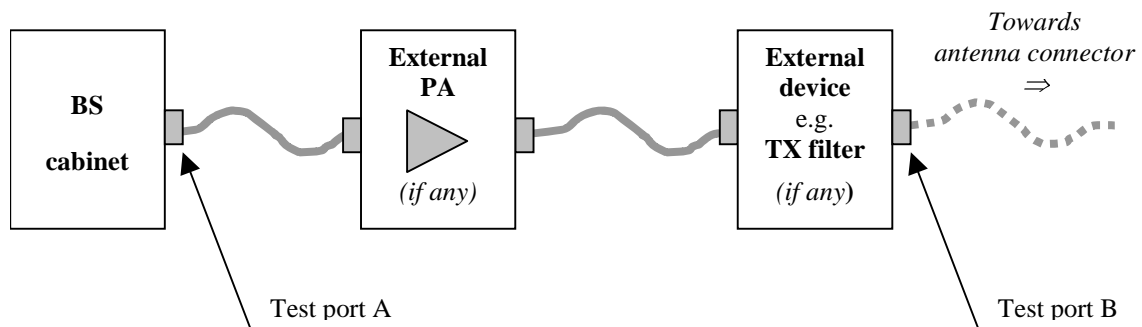 BS
cabinet
External
PA
(if any)
External
device
e.g.
TX filter
(if any)
Towards
antenna connector
⇒
Test port A
Test port B